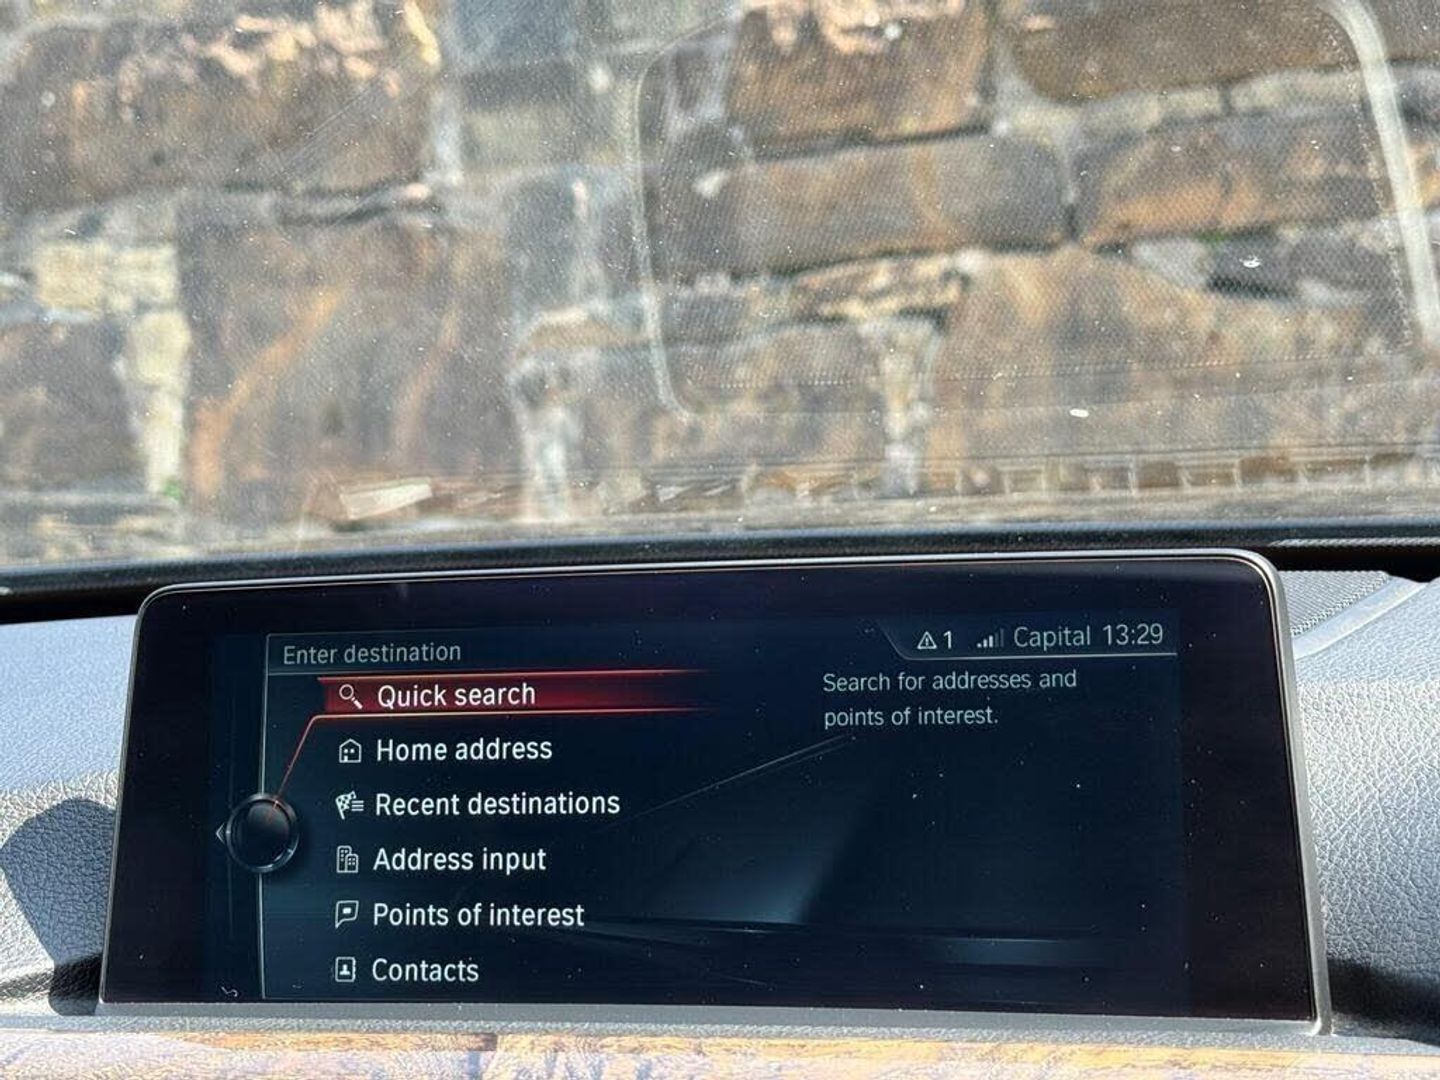 Enter destination
1 Capital 13:29
Quick search
Search for addresses and
points of interest.
Home address
Recent destinations
Address input
Points of interest
Contacts